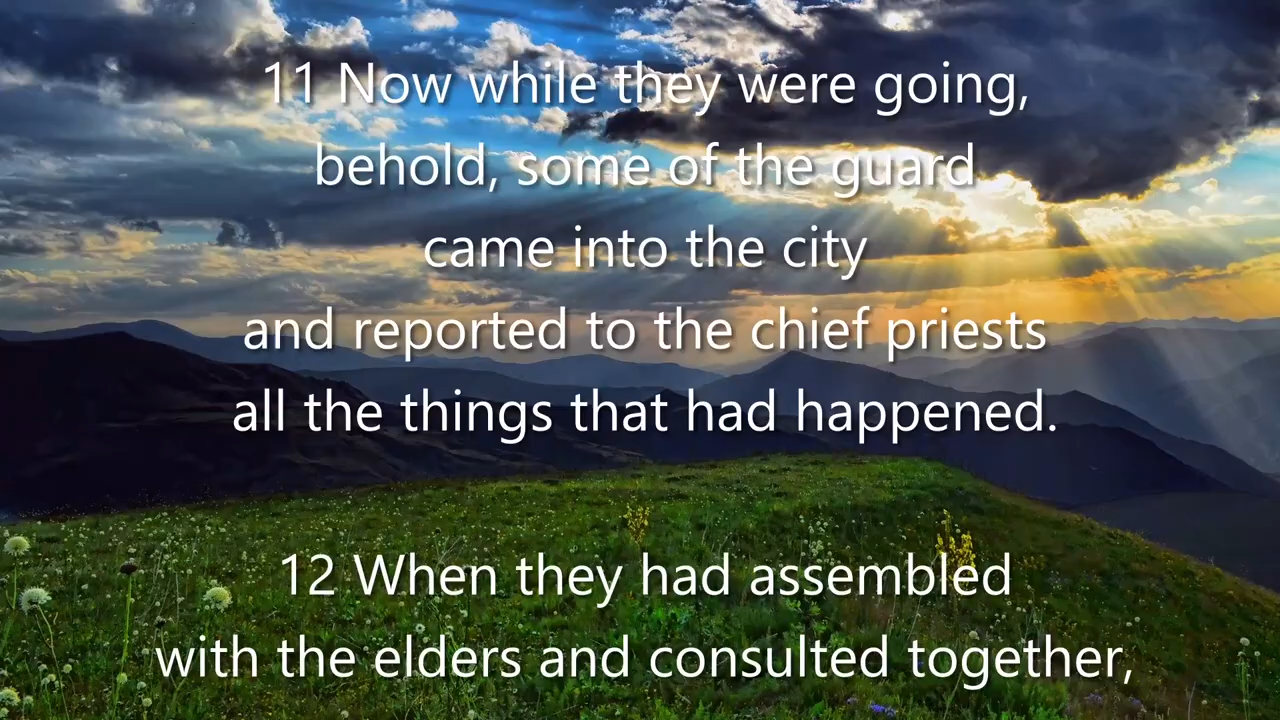 11 Now while they were going,
behold, some of the guard
came into the city
and reported to the chief priests
all the things that had happened.
12 When they had assembled
with the elders and consulted together,